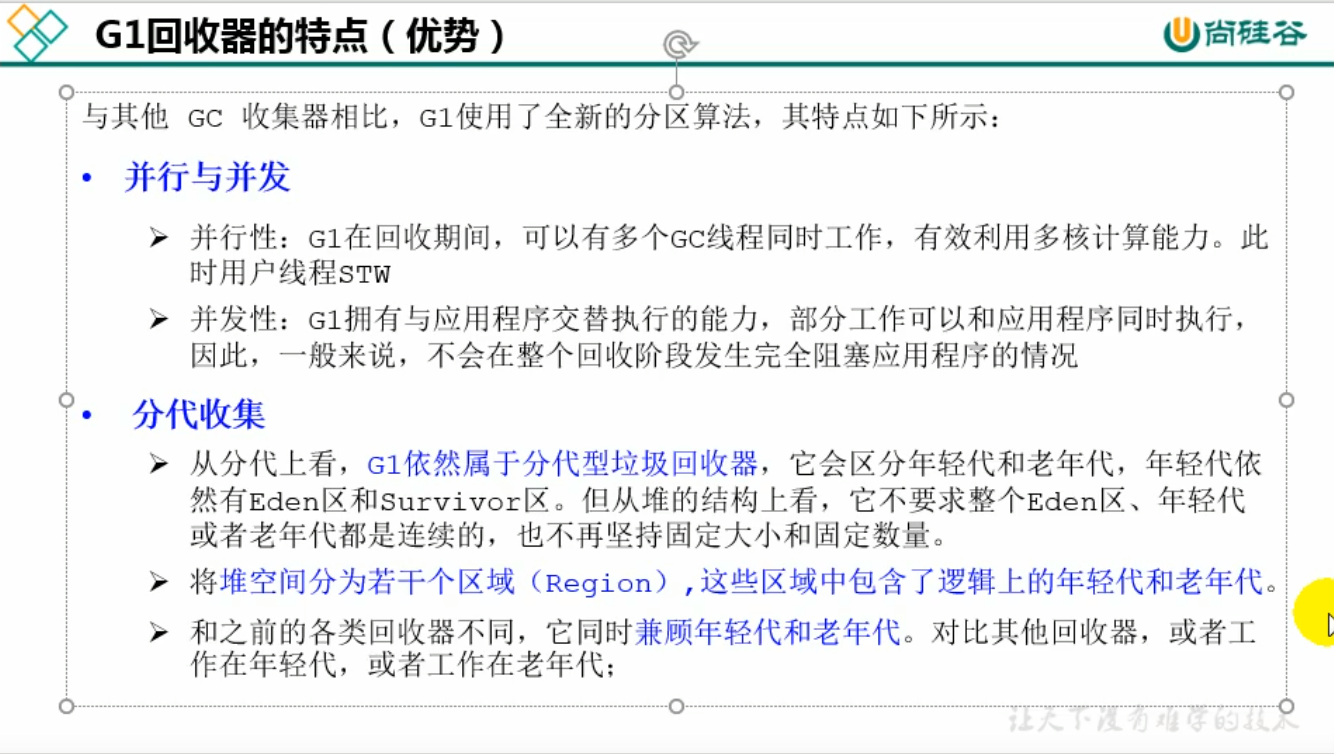 G1回收器的特点（优势）
尚硅谷
与其他 GC 收集器相比，G1使用了全新的分区算法，其特点如下所示：
• 并行与并发
➢ 并行性：G1在回收期间，可以有多个GC线程同时工作，有效利用多核计算能力。此
时用户线程STW
➢ 并发性：G1拥有与应用程序交替执行的能力，部分工作可以和应用程序同时执行，
因此，一般来说，不会在整个回收阶段发生完全阻塞应用程序的情况
• 分代收集
➢ 从分代上看，G1依然属于分代型垃圾回收器，它会区分年轻代和老年代，年轻代依
然有Eden区和Survivor区。但从堆的结构上看，它不要求整个Eden区、年轻代
或者老年代都是连续的，也不再坚持固定大小和固定数量。
➢ 将堆空间分为若干个区域（Region）,这些区域中包含了逻辑上的年轻代和老年代。
➢ 和之前的各类回收器不同，它同时兼顾年轻代和老年代。对比其他回收器，或者工
作在年轻代，或者工作在老年代；
让天下没有难学的技术